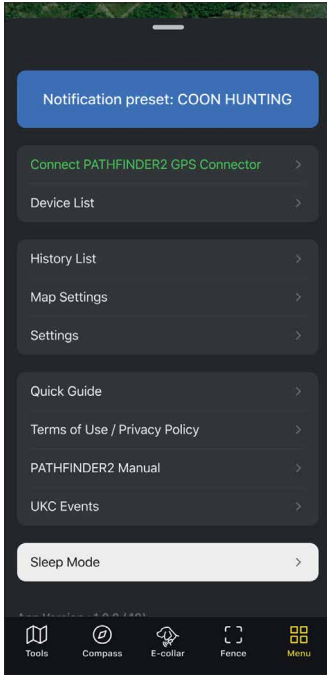 Notification preset: COON HUNTING
Connect PATHFINDER2 GPS Connector
Device List
History List
Map Settings
Settings
Quick Guide
Terms of Use / Privacy Policy
PATHFINDER2 Manual
UKC Events
Sleep Mode
Tools Compass E-collar Fence Menu